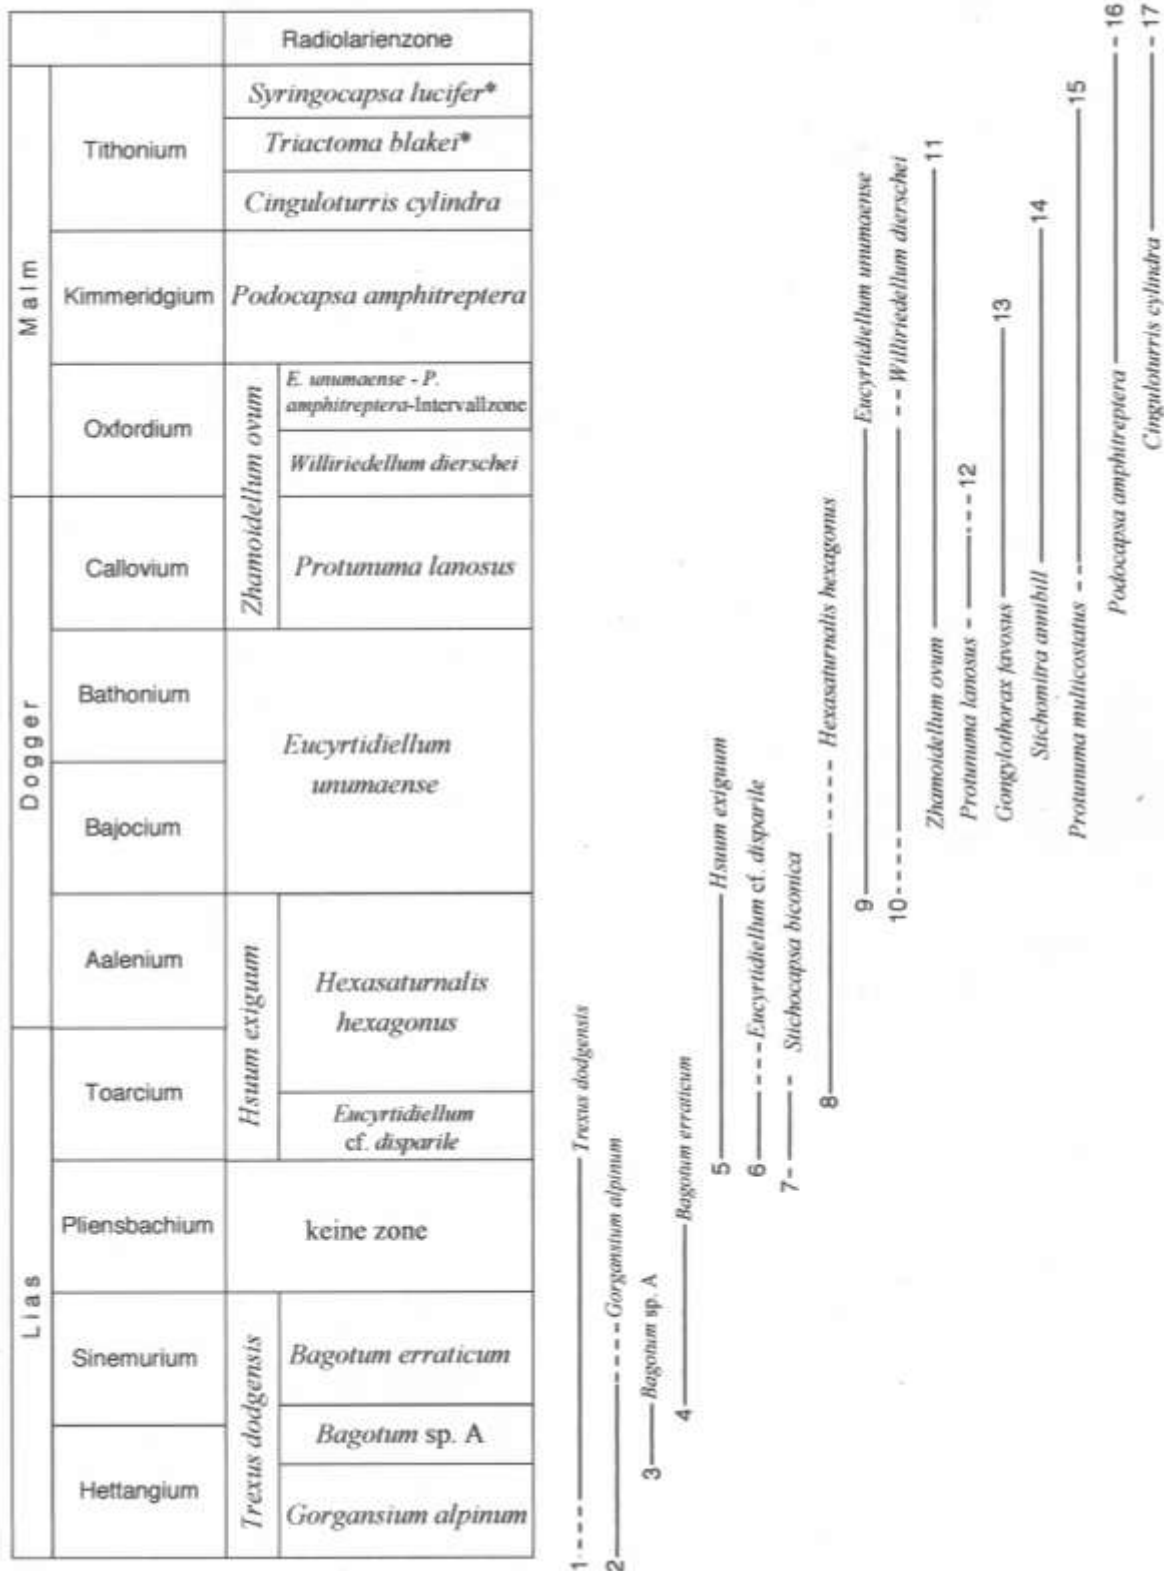 Radiolarienzone
Malm
Tithonium
Syringocapsa lucifer*
Triactoma blakei*
Cinguloturris cylindra
Kimmeridgium
Podocapsa amphitreptera
Oxfordium
Zhamoidellum ovum
E. unumaense - P.
amphitreptera-Intervallzone
Williriedellum dierschei
Dogger
Callovium
Protunuma lanosus
Bathonium
Eucyrtidiellum
unumaense
Bajocium
Aalenium
Hsuum exiguum
Hexasaturnalis
hexagonus
Lias
Toarcium
Eucyrtidiellum
cf. disparile
Pliensbachium
keine zone
Sinemurium
Trexus dodgensis
Bagotum erraticum
Bagotum sp. A
Hettangium
Gorgansium alpinum
1 Trexus dodgensis
2 Gorgansium alpinum
3 Bagotum sp. A
4 Bagotum erraticum
5 Hsuum exiguum
6 Eucyrtidiellum cf. disparile
7 Stichocapsa biconica
8 Hexasaturnalis hexagonus
9 Eucyrtidiellum unumaense
10 Williriedellum dierschei
Zhamoidellum ovum 11
Protunuma lanosus 12
Gongylothorax favosus 13
Stichomitra annibill 14
Protunuma multicostatus 15
Podocapsa amphitreptera 16
Cinguloturris cylindra 17